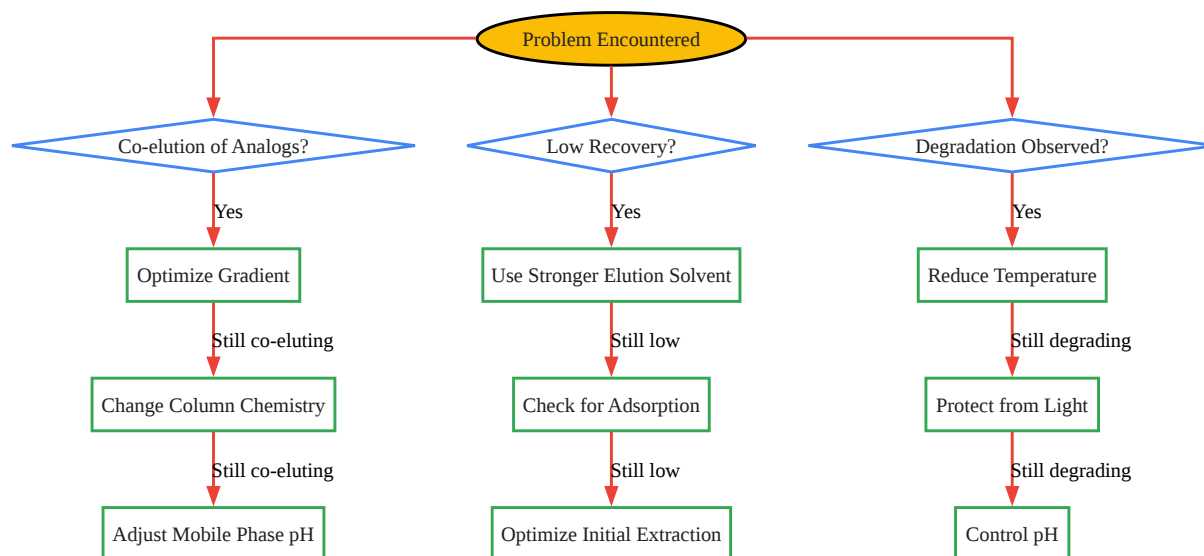 Problem Encountered
Co-elution of Analogs?
Low Recovery?
Degradation Observed?
Yes
Yes
Yes
Optimize Gradient
Use Stronger Elution Solvent
Reduce Temperature
Still co-eluting
Still low
Still degrading
Change Column Chemistry
Check for Adsorption
Protect from Light
Still co-eluting
Still low
Still degrading
Adjust Mobile Phase pH
Optimize Initial Extraction
Control pH